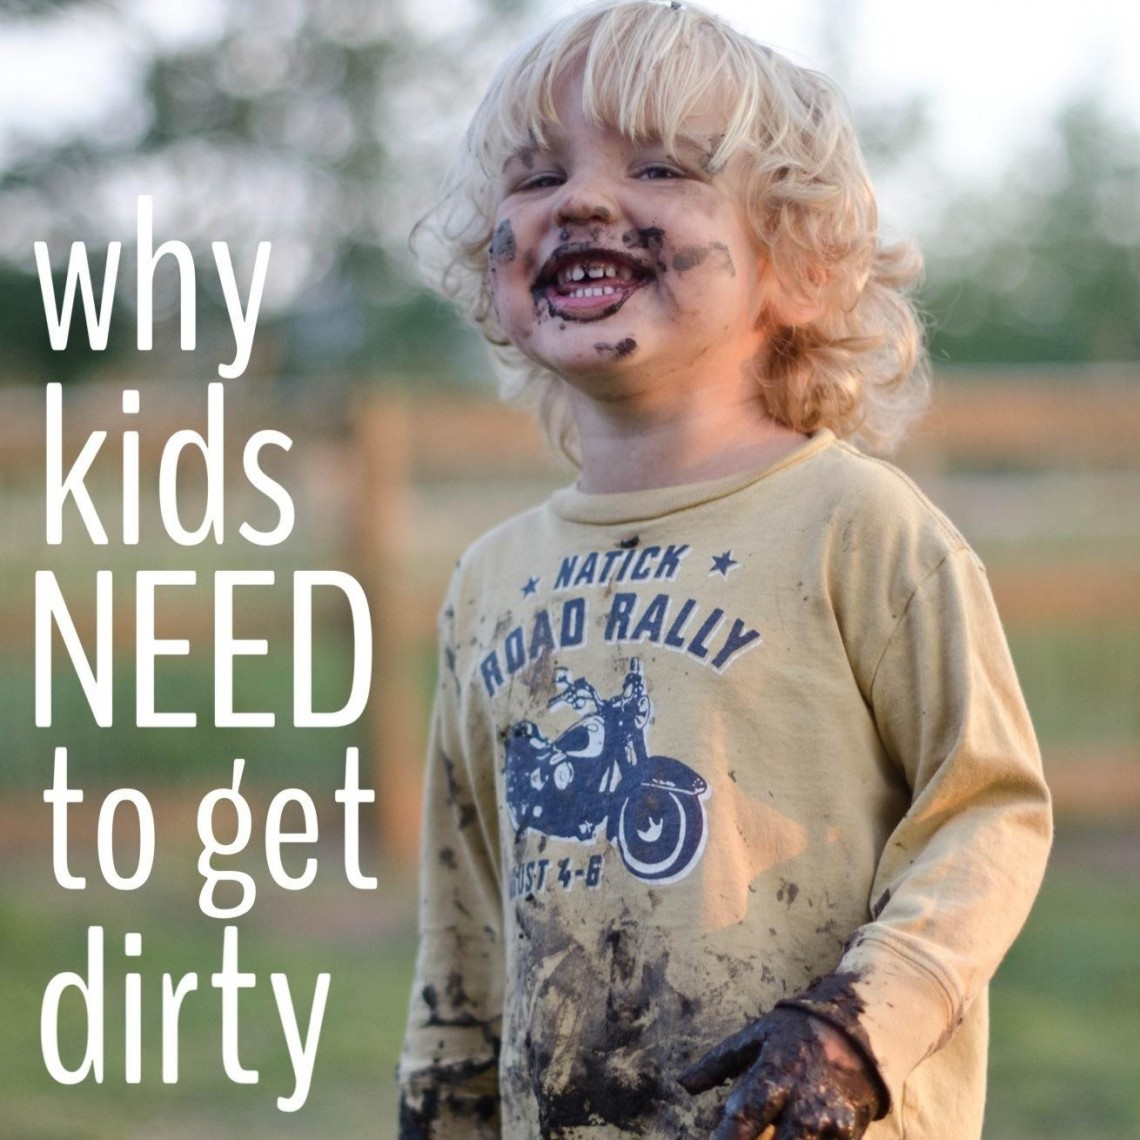 why
kids
NEED
to get
dirty
NATICK
ROAD RALLY
4-6